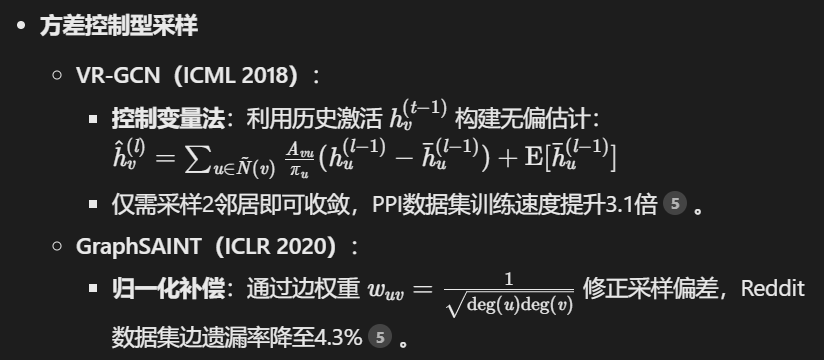 • 方差控制型采样
○ VR-GCN（ICML 2018）：
▪ 控制变量法：利用历史激活 $h_v^{(t-1)}$ 构建无偏估计：
$\hat{h}_v^{(l)} = \sum_{u \in \tilde{N}(v)} \frac{A_{vu}}{\pi_u} (h_u^{(l-1)} - \bar{h}_u^{(l-1)}) + \mathrm{E}[\bar{h}_u^{(l-1)}]$
▪ 仅需采样2邻居即可收敛，PPI数据集训练速度提升3.1倍 5 。
○ GraphSAINT（ICLR 2020）：
▪ 归一化补偿：通过边权重 $w_{uv} = \frac{1}{\sqrt{\deg(u)\deg(v)}}$ 修正采样偏差，Reddit
数据集边遗漏率降至4.3% 5 。